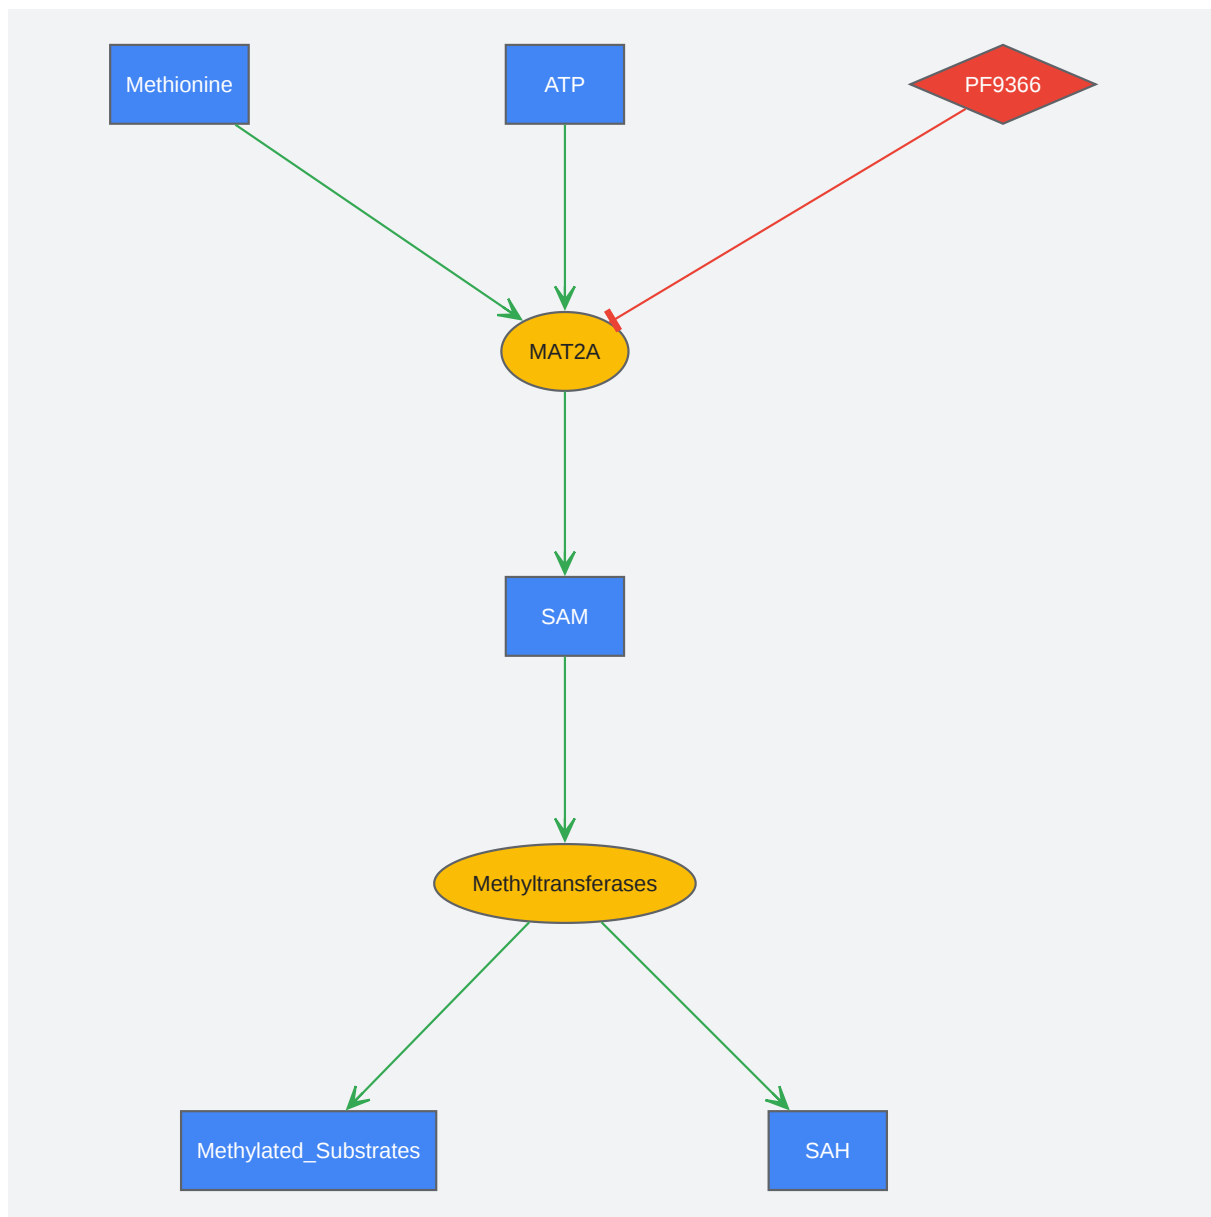 Methionine
ATP
PF9366
MAT2A
SAM
Methyltransferases
Methylated_Substrates
SAH